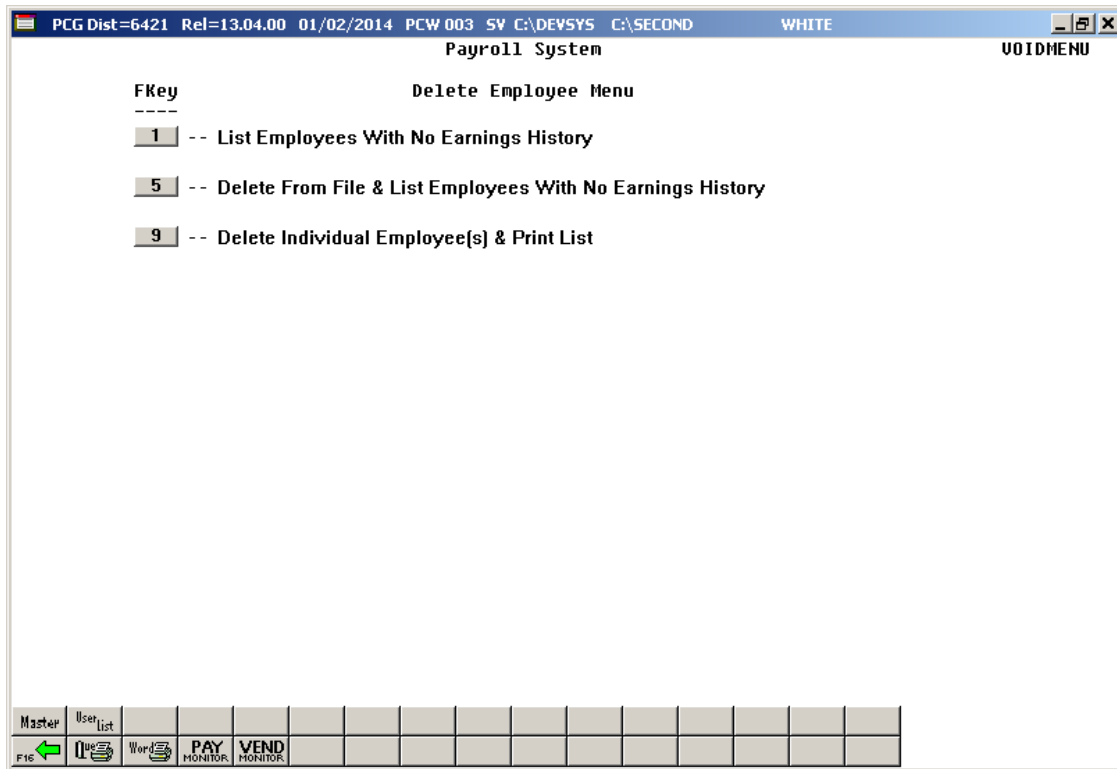 PCG Dist=6421 Rel=13.04.00 01/02/2014 PCW 003 SV C:\DEVSYS C:\SECOND WHITE
Payroll System VOIDMENU
FKey Delete Employee Menu
----
1 -- List Employees With No Earnings History
5 -- Delete From File & List Employees With No Earnings History
9 -- Delete Individual Employee(s) & Print List
Master User List
F16 Que Word PAY MONITOR VEND MONITOR